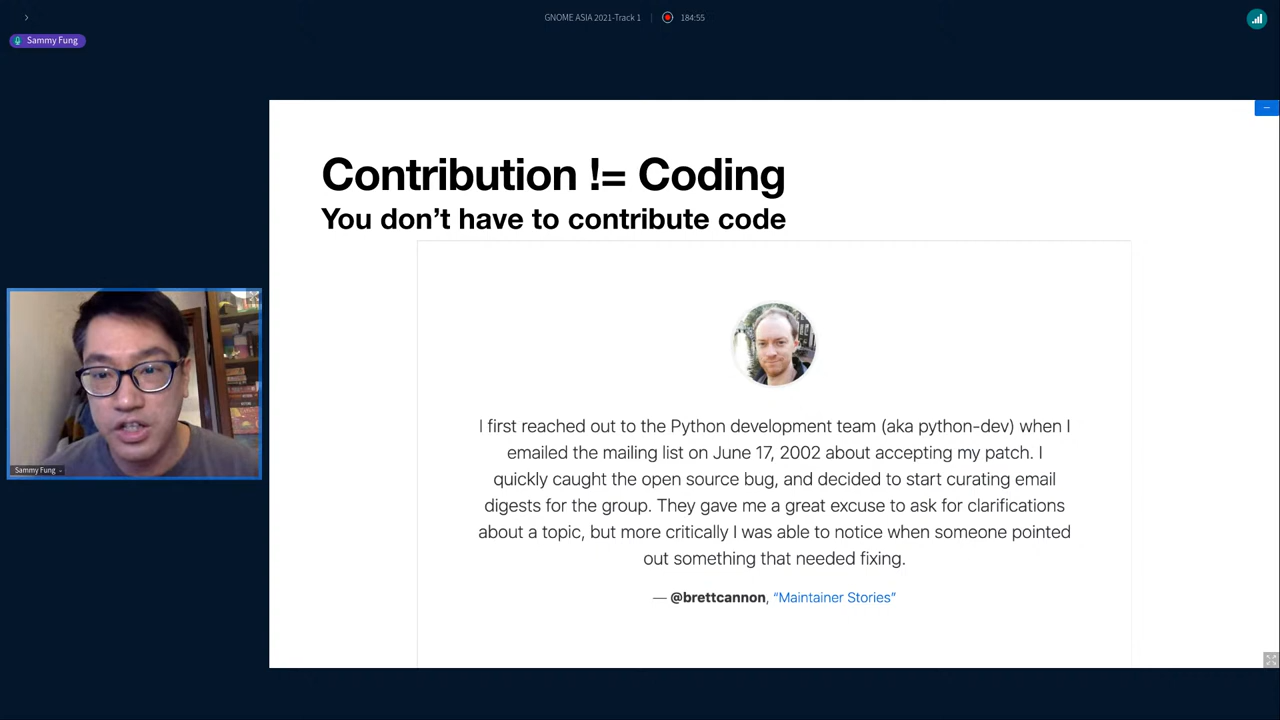 GNOME ASIA 2021-Track 1
184:55
Sammy Fung
Contribution != Coding
You don’t have to contribute code
I first reached out to the Python development team (aka python-dev) when I
emailed the mailing list on June 17, 2002 about accepting my patch. I
quickly caught the open source bug, and decided to start curating email
digests for the group. They gave me a great excuse to ask for clarifications
about a topic, but more critically I was able to notice when someone pointed
out something that needed fixing.
— @brettcannon, “Maintainer Stories”
Sammy Fung